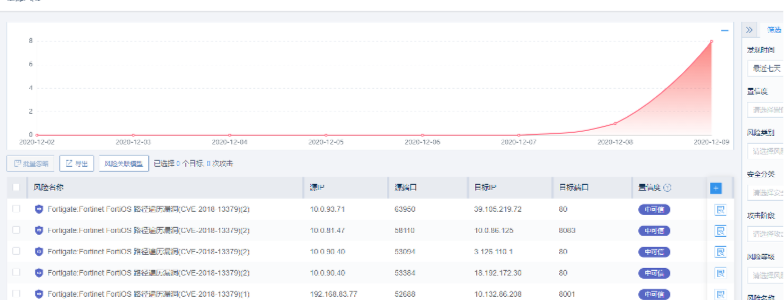 筛选
8
发现时间
6
最近七天
4
置信度
2
0
2020-12-02 2020-12-03 2020-12-04 2020-12-05 2020-12-06 2020-12-07 2020-12-08 2020-12-09
风险类别
批量忽略 导出 风险关联模型 已选择 0 个目标, 0 次攻击
安全分类
风险名称 源IP 源端口 目标IP 目标端口 置信度
Fortigate:Fortinet FortiOS 路径遍历漏洞(CVE-2018-13379)(2) 10.0.93.71 63950 39.105.219.72 80 中可信
攻击阶段
Fortigate:Fortinet FortiOS 路径遍历漏洞(CVE-2018-13379)(2) 10.0.81.47 58110 10.0.86.125 8083 中可信
Fortigate:Fortinet FortiOS 路径遍历漏洞(CVE-2018-13379)(2) 10.0.90.40 53094 3.126.110.1 80 中可信
风险等级
Fortigate:Fortinet FortiOS 路径遍历漏洞(CVE-2018-13379)(2) 10.0.90.40 53384 18.192.172.30 80 中可信
Fortigate:Fortinet FortiOS 路径遍历漏洞(CVE-2018-13379)(1) 192.168.83.77 52688 10.132.86.208 8001 中可信
风险名称